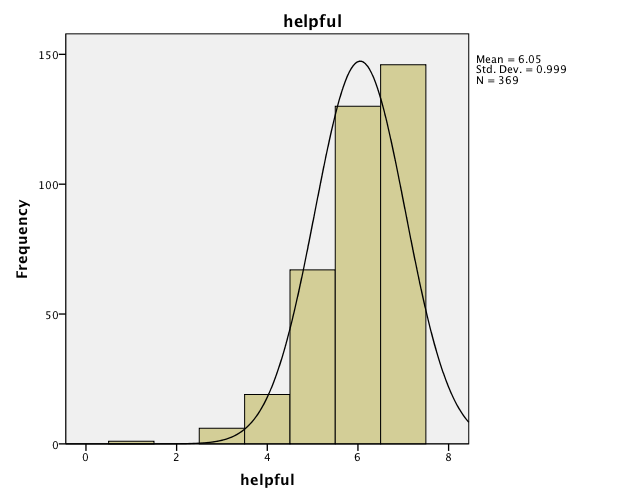 helpful
Mean = 6.05
Std. Dev. = 0.999
N = 369
150
100
50
0
Frequency
0 2 4 6 8
helpful